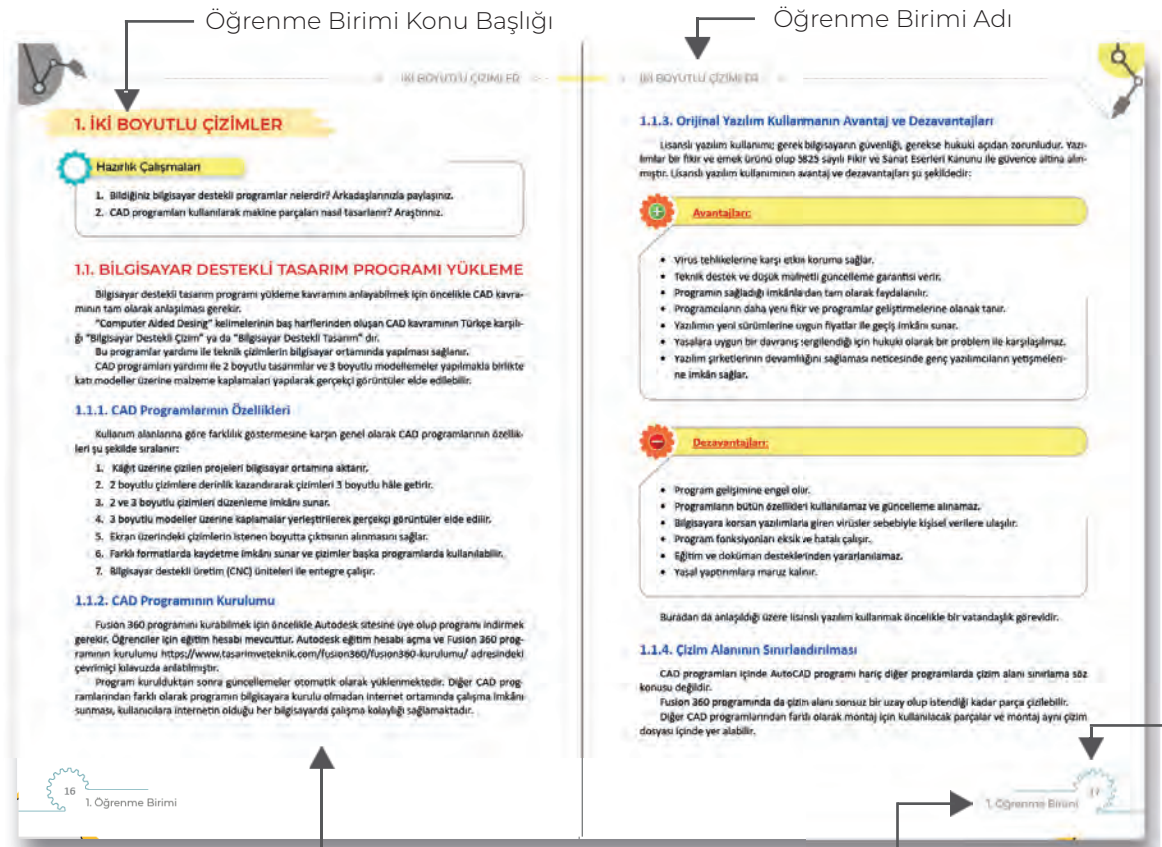 Öğrenme Birimi Konu Başlığı
Öğrenme Birimi Adı
İKİ BOYUTLU ÇİZİMLER
1. İKİ BOYUTLU ÇİZİMLER
Hazırlık Çalışmaları
1. Bildiğiniz bilgisayar destekli programlar nelerdir? Arkadaşlarınızla paylaşınız.
2. CAD programları kullanılarak makine parçaları nasıl tasarlanır? Araştırınız.
1.1. BİLGİSAYAR DESTEKLİ TASARIM PROGRAMI YÜKLEME
Bilgisayar destekli tasarım programı yükleme kavramını anlayabilmek için öncelikle CAD kavra-
mının tam olarak anlaşılması gerekir.
"Computer Aided Desing" kelimelerinin baş harflerinden oluşan CAD kavramının Türkçe karşılı-
ğı "Bilgisayar Destekli Çizim" ya da "Bilgisayar Destekli Tasarım" dır.
Bu programlar yardımı ile teknik çizimlerin bilgisayar ortamında yapılması sağlanır.
CAD programları yardımı ile 2 boyutlu tasarımlar ve 3 boyutlu modellemeler yapılmakla birlikte
katı modeller üzerine malzeme kaplamaları yapılarak gerçekçi görüntüler elde edilebilir.
1.1.1. CAD Programlarının Özellikleri
Kullanım alanlarına göre farklılık göstermesine karşın genel olarak CAD programlarının özellik-
leri şu şekilde sıralanır:
1. Kâğıt üzerine çizilen projeleri bilgisayar ortamına aktarır.
2. 2 boyutlu çizimlere derinlik kazandırarak çizimleri 3 boyutlu hâle getirir.
3. 2 ve 3 boyutlu çizimleri düzenleme imkânı sunar.
4. 3 boyutlu modeller üzerine kaplamalar yerleştirilerek gerçekçi görüntüler elde edilir.
5. Ekran üzerindeki çizimlerin istenen boyutta çıktısının alınmasını sağlar.
6. Farklı formatlarda kaydetme imkânı sunar ve çizimler başka programlarda kullanılabilir.
7. Bilgisayar destekli üretim (CNC) üniteleri ile entegre çalışır.
1.1.2. CAD Programının Kurulumu
Fusion 360 programını kurabilmek için öncelikle Autodesk sitesine üye olup programı indirmek
gerekir. Öğrenciler için eğitim hesabı mevcuttur. Autodesk eğitim hesabı açma ve Fusion 360 prog-
ramının kurulumu https://www.tasarimveteknik.com/fusion360/fusion360-kurulumu/ adresindeki
çevrimiçi kılavuzda anlatılmıştır.
Program kurulduktan sonra güncellemeler otomatik olarak yüklenmektedir. Diğer CAD prog-
ramlarından farklı olarak programın bilgisayara kurulu olmadan internet ortamında çalışma imkânı
sunması, kullanıcılara internetin olduğu her bilgisayarda çalışma kolaylığı sağlamaktadır.
16
1. Öğrenme Birimi
İKİ BOYUTLU ÇİZİMLER
1.1.3. Orijinal Yazılım Kullanmanın Avantaj ve Dezavantajları
Lisanslı yazılım kullanımı; gerek bilgisayarın güvenliği, gerekse hukuki açıdan zorunludur. Yazı-
lımlar bir fikir ve emek ürünü olup 5825 sayılı Fikir ve Sanat Eserleri Kanunu ile güvence altına alın-
mıştır. Lisanslı yazılım kullanımının avantaj ve dezavantajları şu şekildedir:
Avantajları:
• Virüs tehlikelerine karşı etkin koruma sağlar.
• Teknik destek ve düşük maliyetli güncelleme garantisi verir.
• Programın sağladığı imkânlardan tam olarak faydalanılır.
• Programcıların daha yeni fikir ve programlar geliştirmelerine olanak tanır.
• Yazılımın yeni sürümlerine uygun fiyatlar ile geçiş imkânı sunar.
• Yasalara uygun bir davranış sergilendiği için hukuki olarak bir problem ile karşılaşılmaz.
• Yazılım şirketlerinin devamlılığını sağlaması neticesinde genç yazılımcıların yetişmeleri-
ne imkân sağlar.
Dezavantajları:
• Program gelişimine engel olur.
• Programların bütün özellikleri kullanılamaz ve güncelleme alınamaz.
• Bilgisayara korsan yazılımlarla giren virüsler sebebiyle kişisel verilere ulaşılır.
• Program fonksiyonları eksik ve hatalı çalışır.
• Eğitim ve doküman desteklerinden yararlanılamaz.
• Yasal yaptırımlara maruz kalınır.
Buradan da anlaşıldığı üzere lisanslı yazılım kullanmak öncelikle bir vatandaşlık görevidir.
1.1.4. Çizim Alanının Sınırlandırılması
CAD programları içinde AutoCAD programı hariç diğer programlarda çizim alanı sınırlama söz
konusu değildir.
Fusion 360 programında da çizim alanı sonsuz bir uzay olup istendiği kadar parça çizilebilir.
Diğer CAD programlarından farklı olarak montaj için kullanılacak parçalar ve montaj aynı çizim
dosyası içinde yer alabilir.
1. Öğrenme Birimi
17